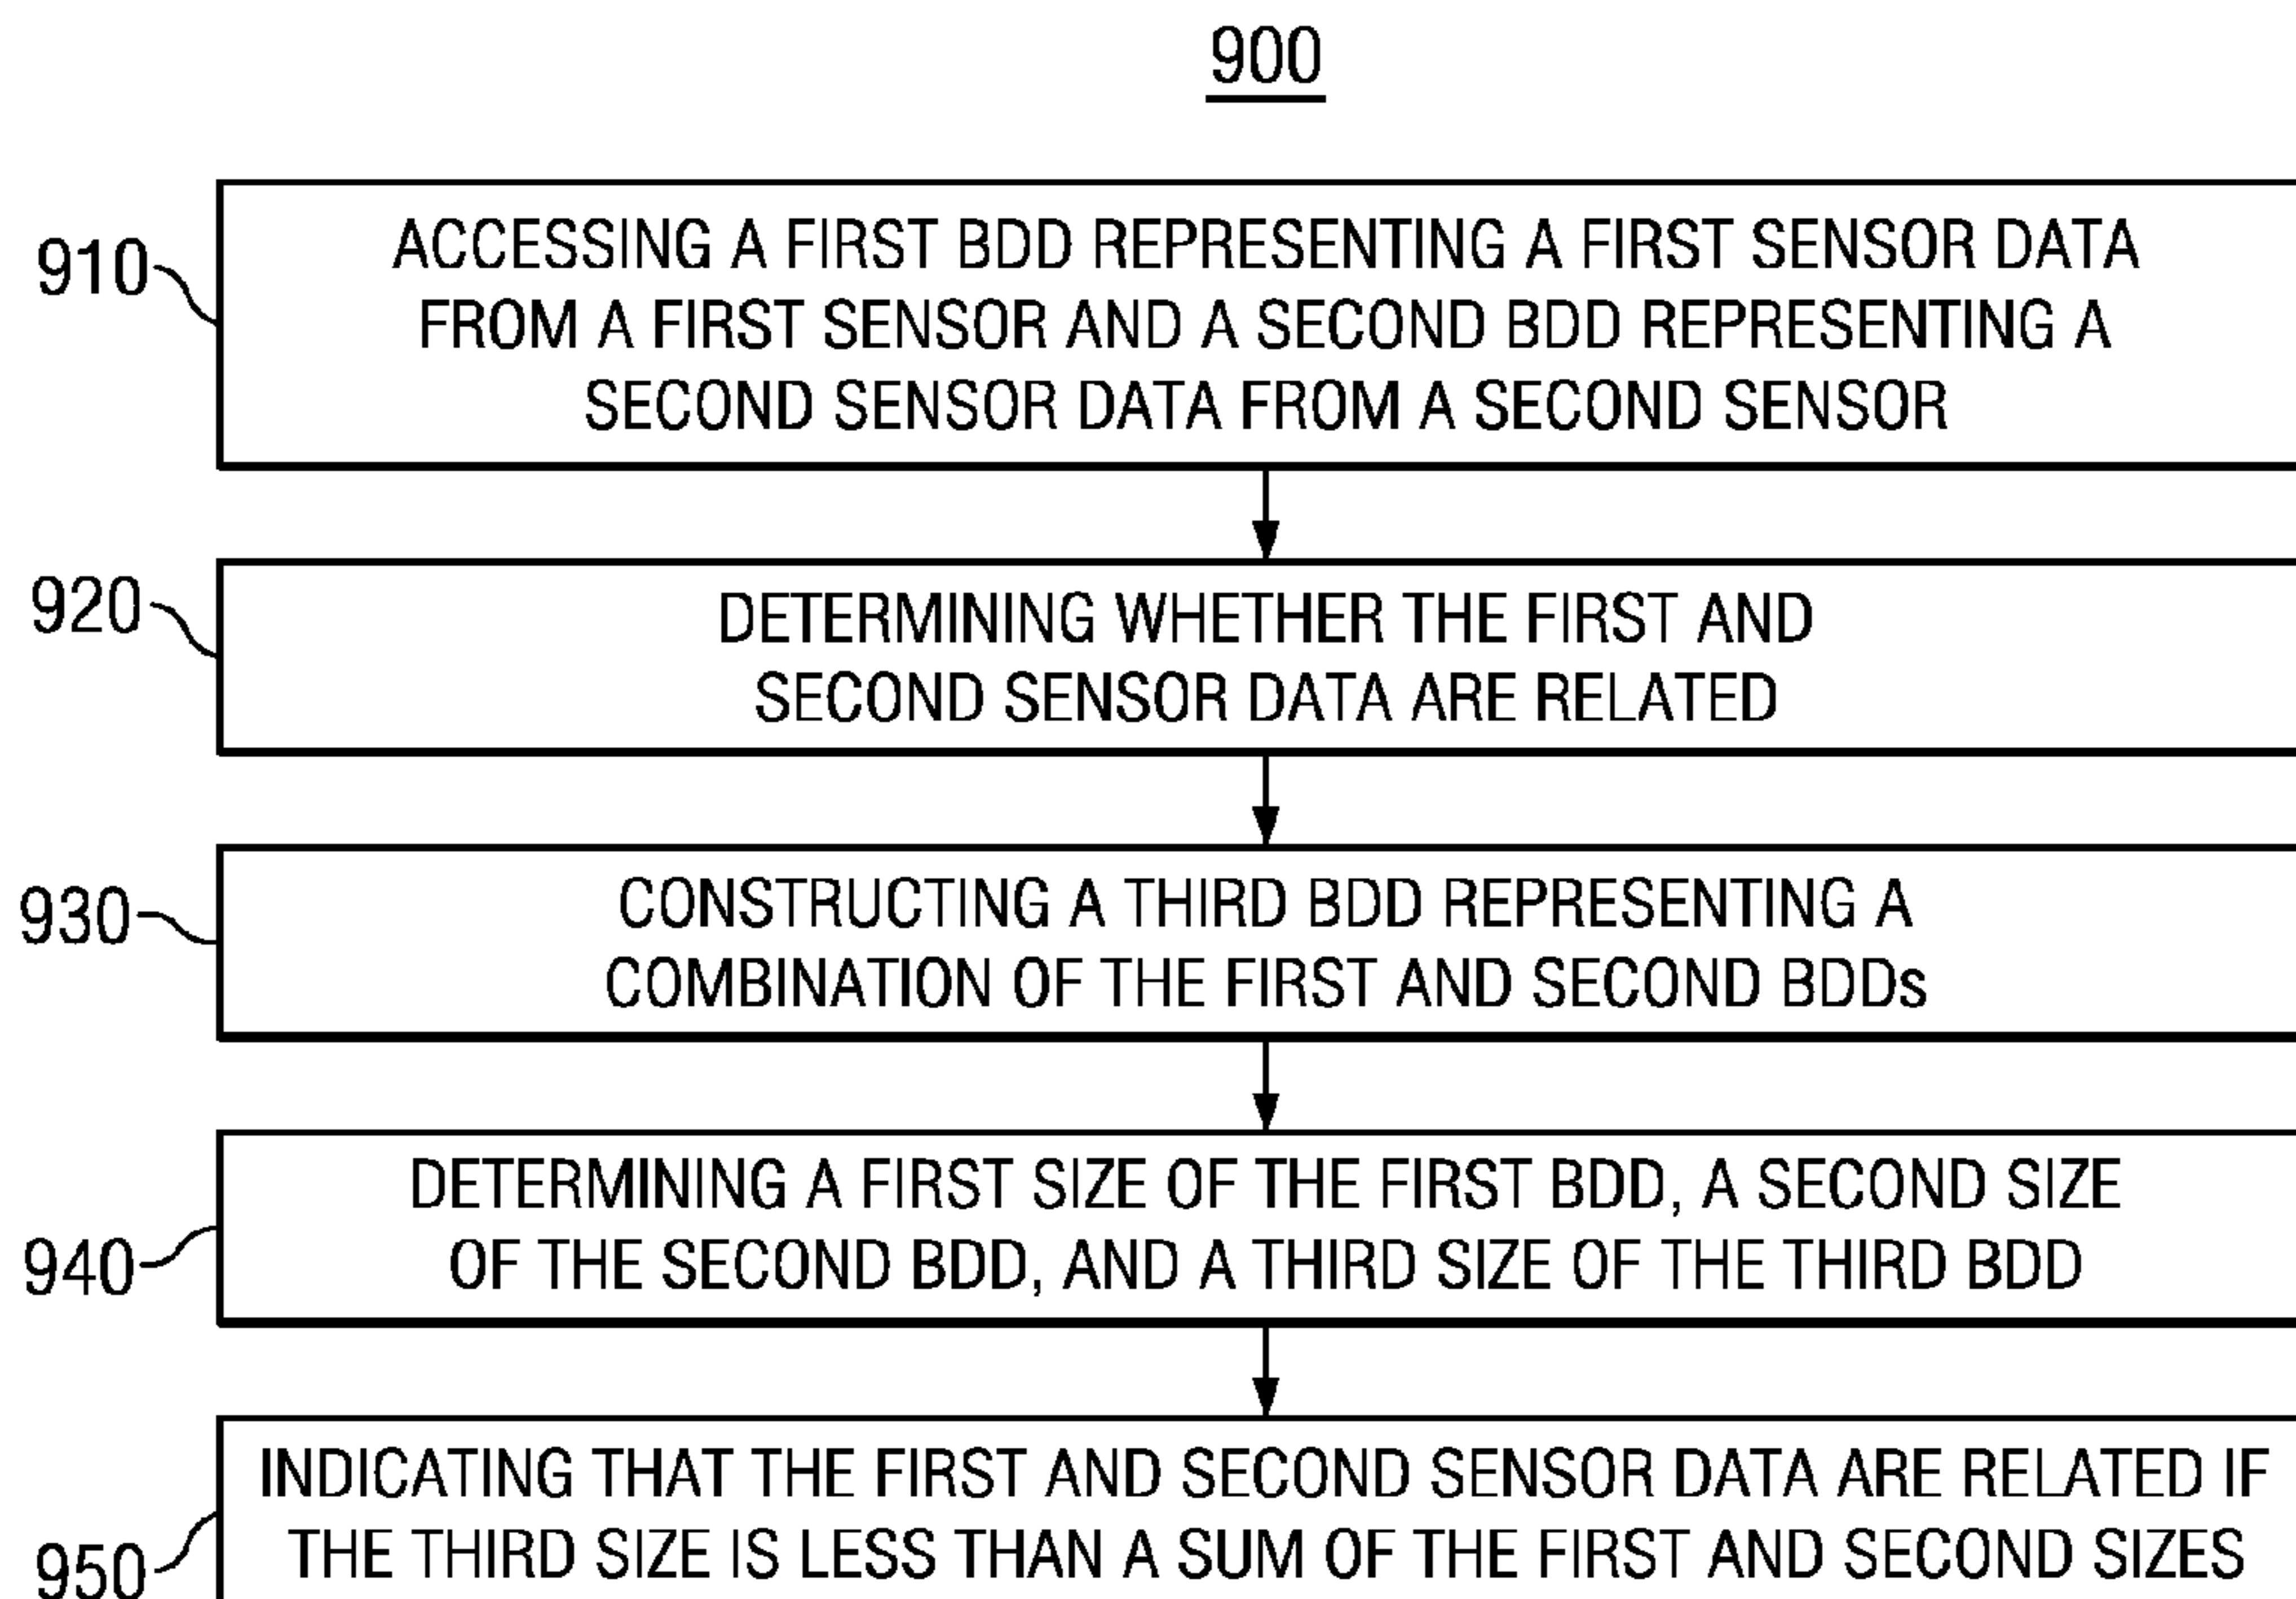 900
910
ACCESSING A FIRST BDD REPRESENTING A FIRST SENSOR DATA
FROM A FIRST SENSOR AND A SECOND BDD REPRESENTING A
SECOND SENSOR DATA FROM A SECOND SENSOR
920
DETERMINING WHETHER THE FIRST AND
SECOND SENSOR DATA ARE RELATED
930
CONSTRUCTING A THIRD BDD REPRESENTING A
COMBINATION OF THE FIRST AND SECOND BDDs
940
DETERMINING A FIRST SIZE OF THE FIRST BDD, A SECOND SIZE
OF THE SECOND BDD, AND A THIRD SIZE OF THE THIRD BDD
950
INDICATING THAT THE FIRST AND SECOND SENSOR DATA ARE RELATED IF
THE THIRD SIZE IS LESS THAN A SUM OF THE FIRST AND SECOND SIZES